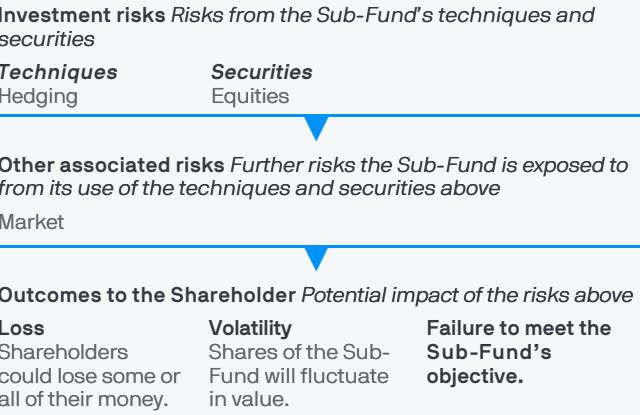 Investment risks Risks from the Sub-Fund's techniques and
securities
Techniques Securities
Hedging Equities
Other associated risks Further risks the Sub-Fund is exposed to
from its use of the techniques and securities above
Market
Outcomes to the Shareholder Potential impact of the risks above
Loss Volatility Failure to meet the
Shareholders Shares of the Sub- Sub-Fund's
could lose some or Fund will fluctuate objective.
all of their money. in value.